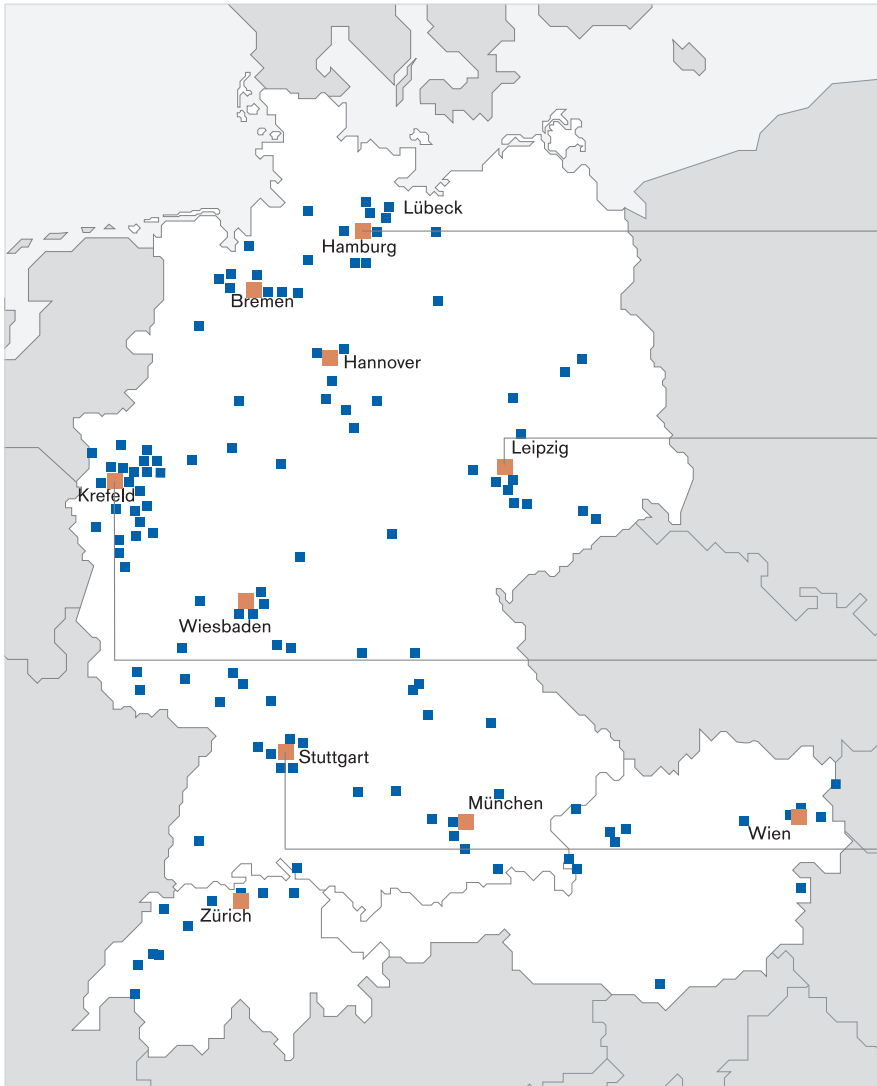 Lübeck
Hamburg
Bremen
Hannover
Leipzig
Krefeld
Wiesbaden
Stuttgart
München
Wien
Zürich